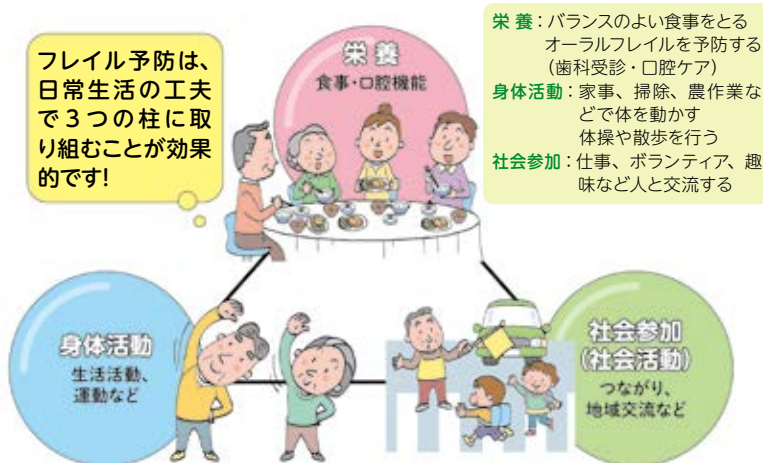 フレイル予防は、
日常生活の工夫
で３つの柱に取
り組むことが効果
的です!
栄養
食事・口腔機能
栄 養：バランスのよい食事をとる
オーラルフレイルを予防する
（歯科受診・口腔ケア）
身体活動：家事、掃除、農作業な
どで体を動かす
体操や散歩を行う
社会参加：仕事、ボランティア、趣
味など人と交流する
身体活動
生活活動、
運動など
社会参加
(社会活動)
つながり、
地域交流など